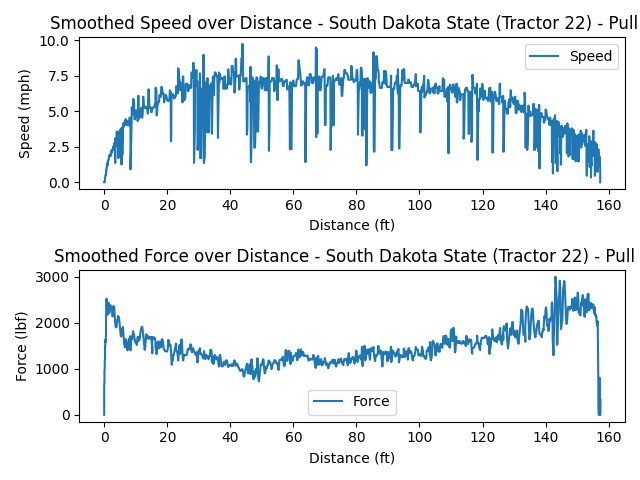 Smoothed Speed over Distance - South Dakota State (Tractor 22) - Pull
10.0
7.5
5.0
2.5
0.0
Speed (mph)
Speed
0 20 40 60 80 100 120 140 160
Distance (ft)
Smoothed Force over Distance - South Dakota State (Tractor 22) - Pull
3000
2000
1000
0
Force (lbf)
Force
0 20 40 60 80 100 120 140 160
Distance (ft)